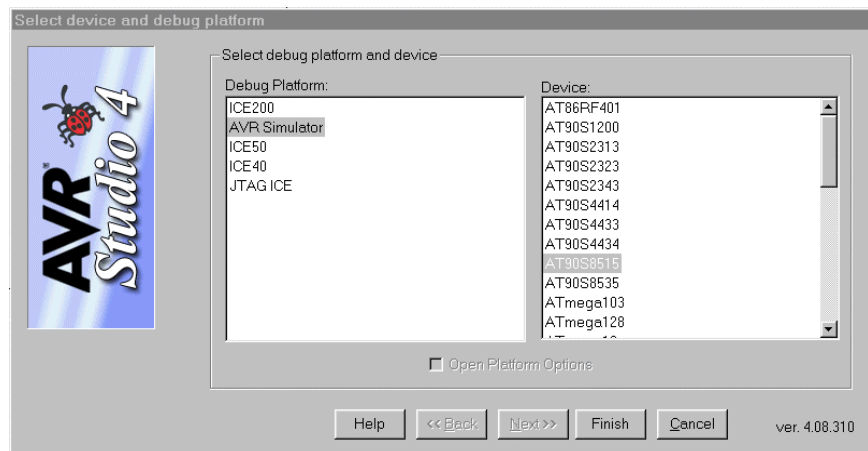 Select device and debug platform
AVR®
Studio 4
Select debug platform and device
Debug Platform:
ICE200
AVR Simulator
ICE50
ICE40
JTAG ICE
Device:
AT86RF401
AT90S1200
AT90S2313
AT90S2323
AT90S2343
AT90S4414
AT90S4433
AT90S4434
AT90S8515
AT90S8535
ATmega103
ATmega128
Open Platform Options
Help
<< Back
Next >>
Finish
Cancel
ver. 4.08.310